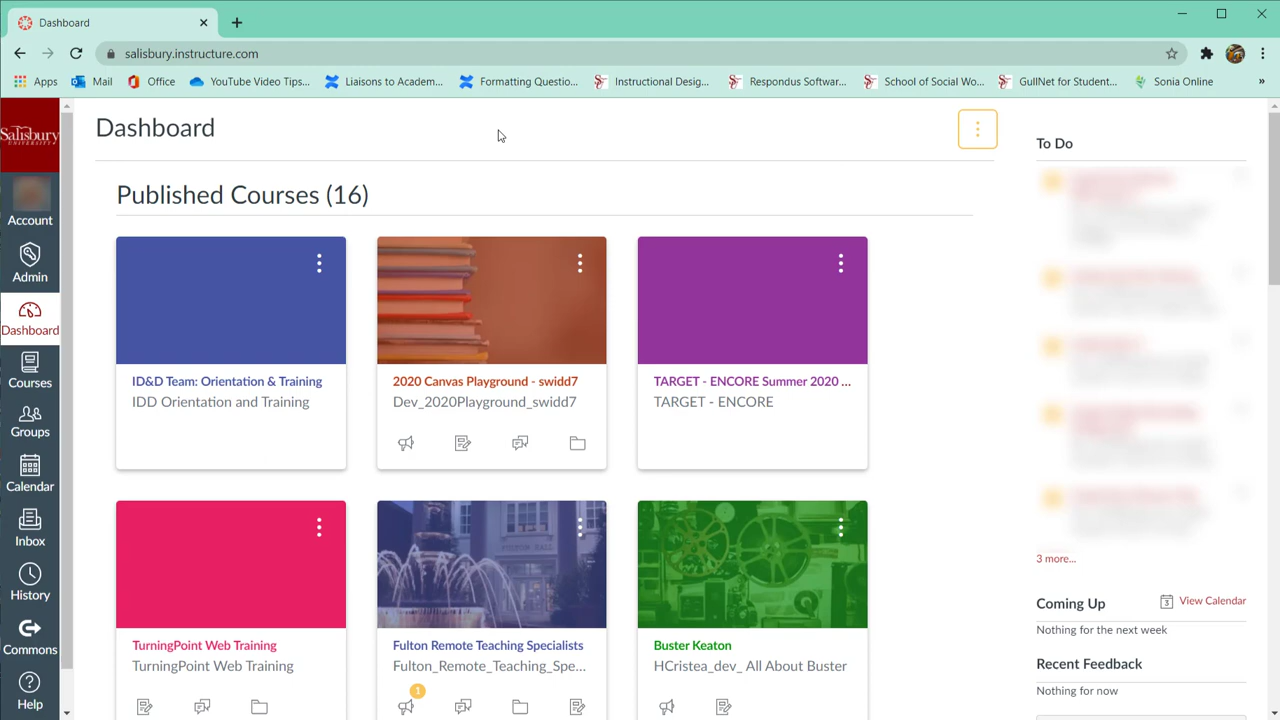 Dashboard
salisbury.instructure.com
Apps Mail Office YouTube Video Tips... Liaisons to Academ... Formatting Questio... Instructional Desig... Respondus Softwar... School of Social Wo... GullNet for Student... Sonia Online »
Salisbury
UNIVERSITY
Account
Admin
Dashboard
Courses
Groups
Calendar
Inbox
History
Commons
Help
Dashboard
Published Courses (16)
ID&D Team: Orientation & Training
IDD Orientation and Training
2020 Canvas Playground - swidd7
Dev_2020Playground_swidd7
TARGET - ENCORE Summer 2020 ...
TARGET - ENCORE
TurningPoint Web Training
TurningPoint Web Training
Fulton Remote Teaching Specialists
Fulton_Remote_Teaching_Spe...
1
Buster Keaton
HCristea_dev_ All About Buster
To Do
3 more...
Coming Up
3 View Calendar
Nothing for the next week
Recent Feedback
Nothing for now